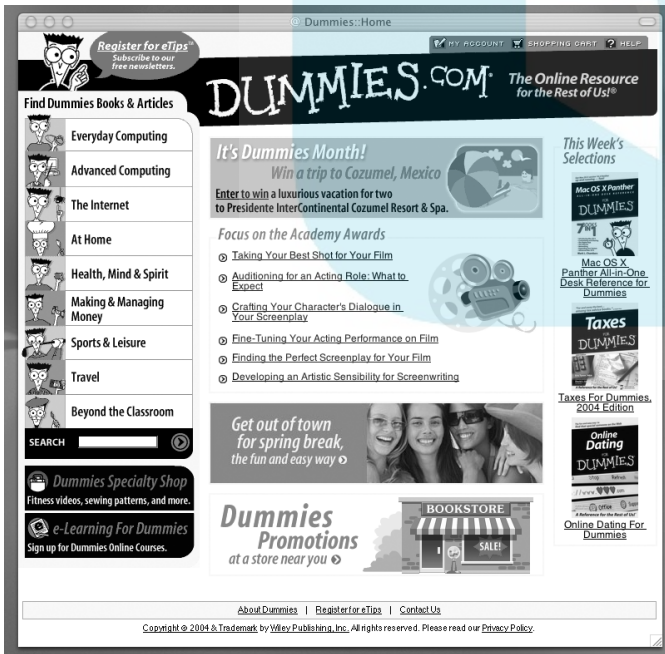 Dummies::Home
Register for eTips℠
Subscribe to our
free newsletters.
MY ACCOUNT SHOPPING CART ? HELP
DUMMIES.COM®
The Online Resource
for the Rest of Us!®
Find Dummies Books & Articles
Everyday Computing
Advanced Computing
The Internet
At Home
Health, Mind & Spirit
Making & Managing
Money
Sports & Leisure
Travel
Beyond the Classroom
SEARCH
Dummies Specialty Shop
Fitness videos, sewing patterns, and more.
e-Learning For Dummies
Sign up for Dummies Online Courses.
It's Dummies Month!
Win a trip to Cozumel, Mexico
Enter to win a luxurious vacation for two
to Presidente InterContinental Cozumel Resort & Spa.
Focus on the Academy Awards
Taking Your Best Shot for Your Film
Auditioning for an Acting Role: What to
Expect
Crafting Your Character's Dialogue in
Your Screenplay
Fine-Tuning Your Acting Performance on Film
Finding the Perfect Screenplay for Your Film
Developing an Artistic Sensibility for Screenwriting
Get out of town
for spring break,
the fun and easy way
Dummies
Promotions
at a store near you
BOOKSTORE
SALE!
This Week's
Selections
Mac OS X Panther
DUMMIES
Mac OS X
Panther All-in-One
Desk Reference for
Dummies
Taxes
DUMMIES
Taxes For Dummies,
2004 Edition
Online
Dating
DUMMIES
Online Dating For
Dummies
About Dummies | Register for eTips | Contact Us
Copyright © 2004 & Trademark by Wiley Publishing, Inc. All rights reserved. Please read our Privacy Policy.